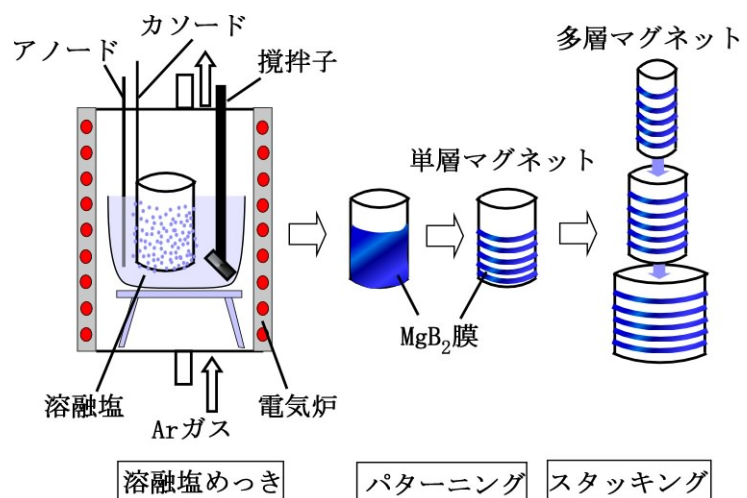 カソード
アノード
撹拌子
多層マグネット
単層マグネット
MgB₂膜
溶融塩
Arガス
電気炉
溶融塩めっき
パターニング
スタッキング